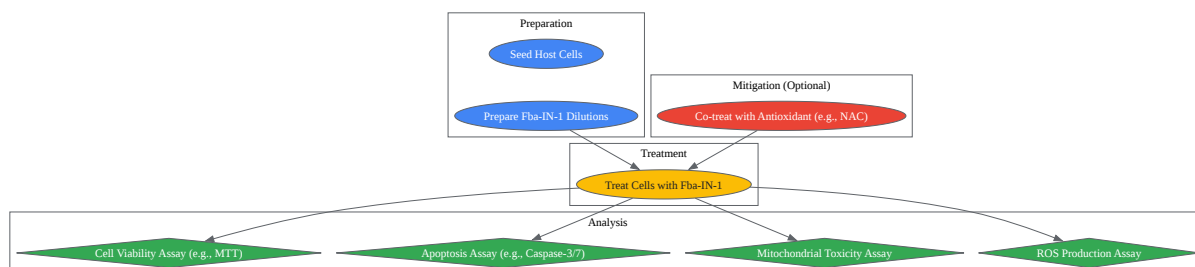 Preparation
Seed Host Cells
Mitigation (Optional)
Prepare Fba-IN-1 Dilutions
Co-treat with Antioxidant (e.g., NAC)
Treatment
Treat Cells with Fba-IN-1
Analysis
Cell Viability Assay (e.g., MTT)
Apoptosis Assay (e.g., Caspase-3/7)
Mitochondrial Toxicity Assay
ROS Production Assay